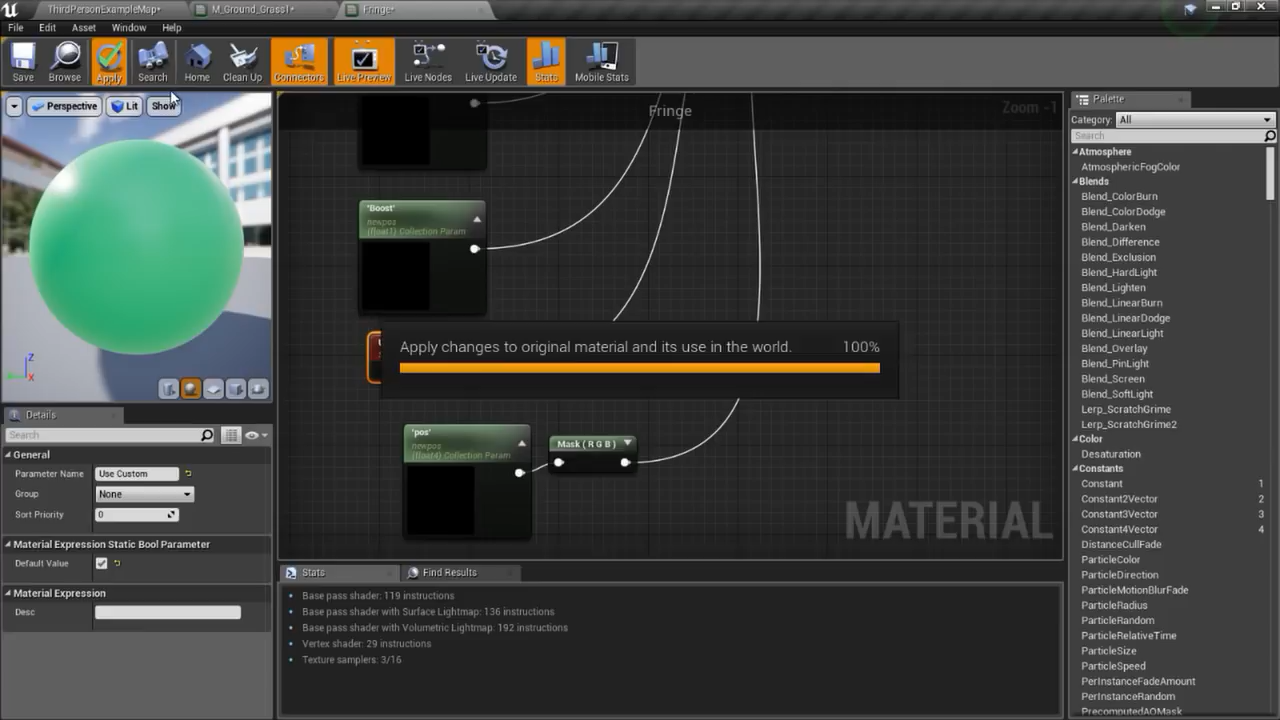 ThirdPersonExampleMap*
M_Ground_Grass1*
Fringe*
File Edit Asset Window Help
Save Browse Apply Search Home Clean Up Connectors Live Preview Live Nodes Live Update Stats Mobile Stats
Perspective Lit Show
Z
X
Fringe
Zoom -1
'Boost'
newpos
(float1) Collection Param
Apply changes to original material and its use in the world. 100%
'pos'
newpos
(float4) Collection Param
Mask ( R G B )
MATERIAL
Details
Search
General
Parameter Name Use Custom
Group None
Sort Priority 0
Material Expression Static Bool Parameter
Default Value
Material Expression
Desc
Stats Find Results
Base pass shader: 119 instructions
Base pass shader with Surface Lightmap: 136 instructions
Base pass shader with Volumetric Lightmap: 192 instructions
Vertex shader: 29 instructions
Texture samplers: 3/16
Palette
Category: All
Search
Atmosphere
AtmosphericFogColor
Blends
Blend_ColorBurn
Blend_ColorDodge
Blend_Darken
Blend_Difference
Blend_Exclusion
Blend_HardLight
Blend_Lighten
Blend_LinearBurn
Blend_LinearDodge
Blend_LinearLight
Blend_Overlay
Blend_PinLight
Blend_Screen
Blend_SoftLight
Lerp_ScratchGrime
Lerp_ScratchGrime2
Color
Desaturation
Constants
Constant 1
Constant2Vector 2
Constant3Vector 3
Constant4Vector 4
DistanceCullFade
ParticleColor
ParticleDirection
ParticleMotionBlurFade
ParticleRadius
ParticleRandom
ParticleRelativeTime
ParticleSize
ParticleSpeed
PerInstanceFadeAmount
PerInstanceRandom
PrecomputedAOMask